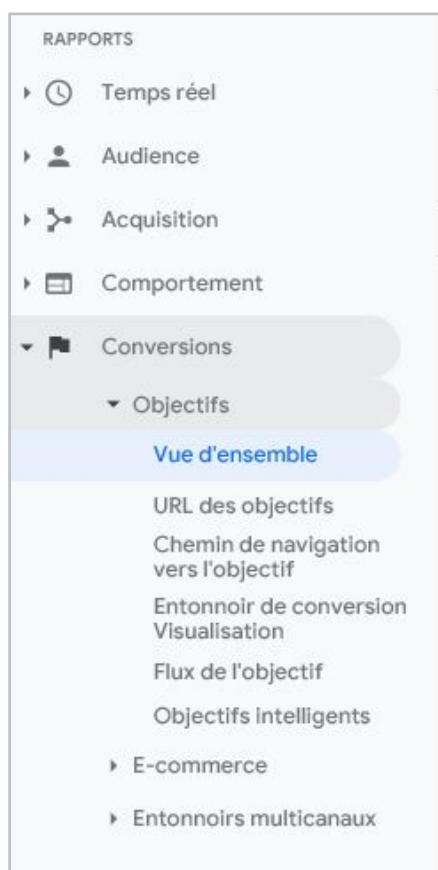 RAPPORTS
Temps réel
Audience
Acquisition
Comportement
Conversions
Objectifs
Vue d'ensemble
URL des objectifs
Chemin de navigation
vers l'objectif
Entonnoir de conversion
Visualisation
Flux de l'objectif
Objectifs intelligents
E-commerce
Entonnoirs multicanaux